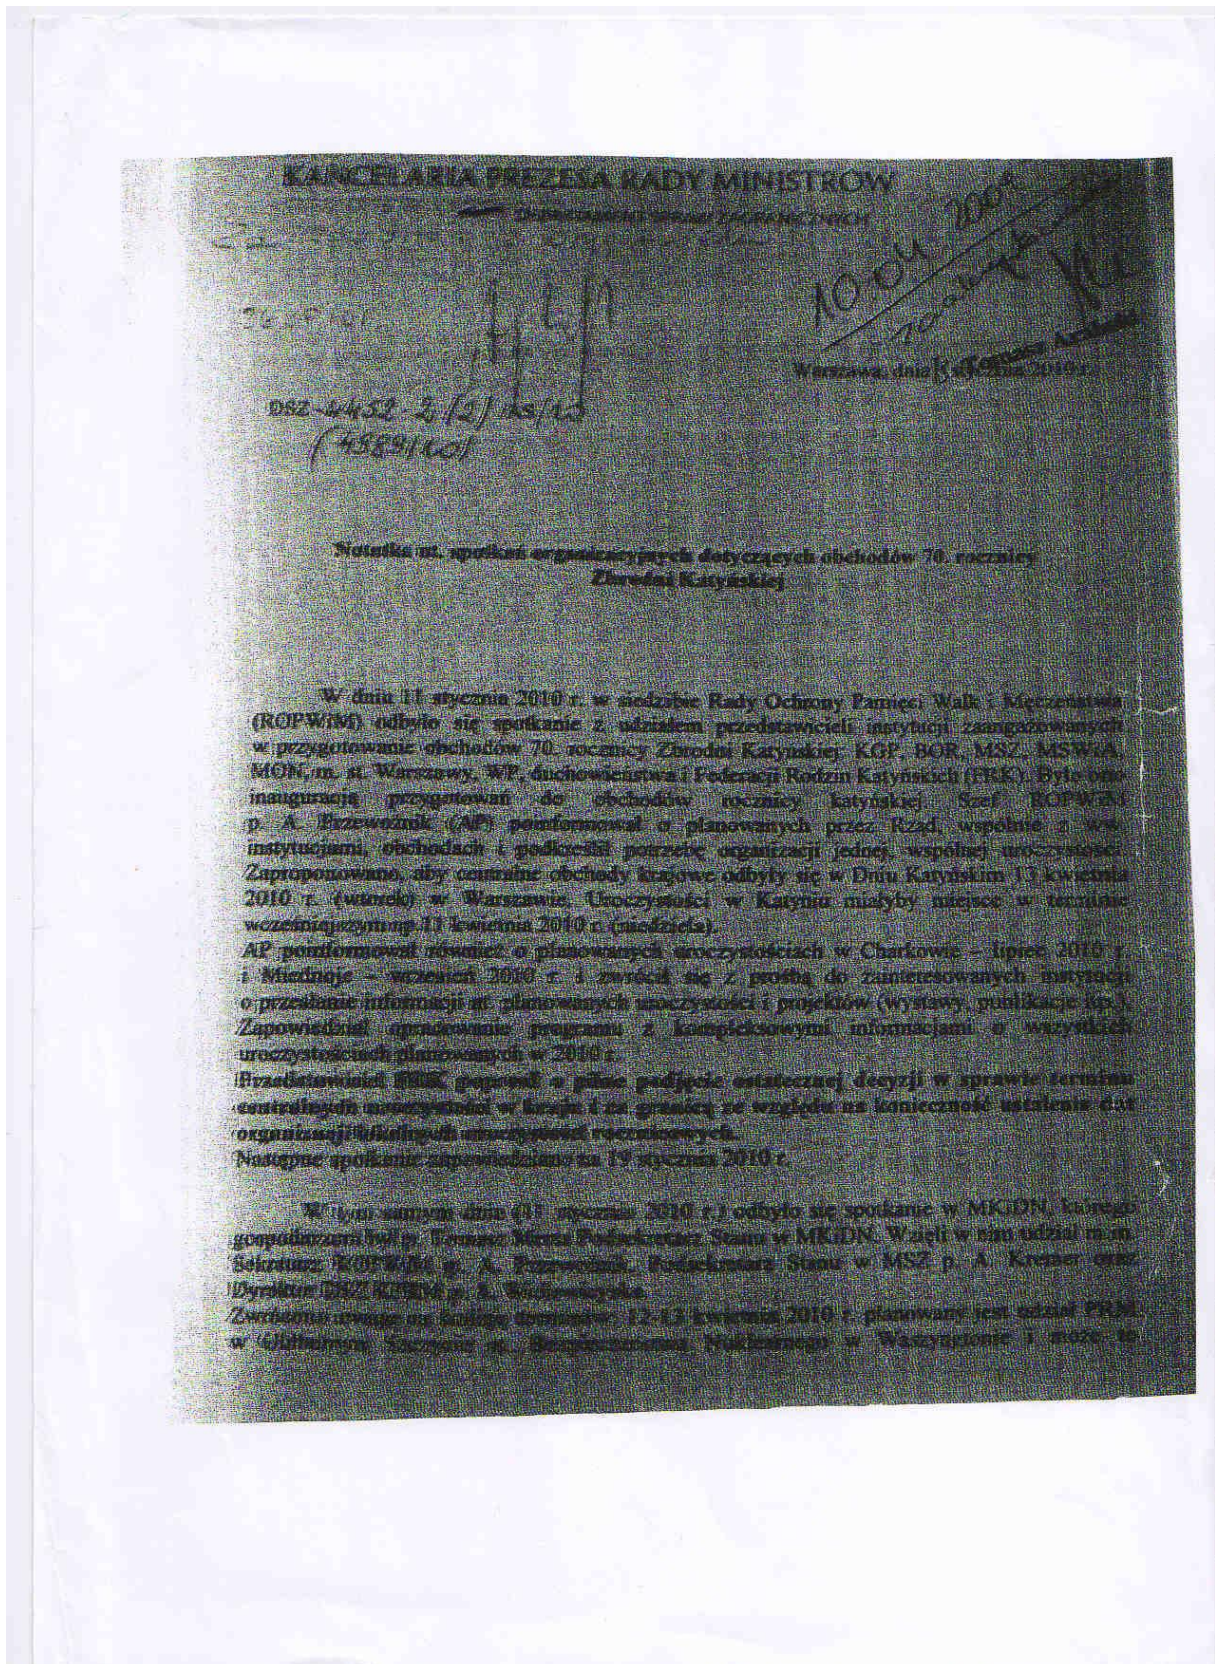 KANCELARIA PREZESA RADY MINISTRÓW
DEPARTAMENT SPRAW ZAGRANICZNYCH
10.04.
Warszawa, dnia stycznia 2010 r.
DSZ-4452-2
Notatka nt. spotkań organizacyjnych dotyczących obchodów 70. rocznicy
Zbrodni Katyńskiej
W dniu 11 stycznia 2010 r. w siedzibie Rady Ochrony Pamięci Walk i Męczeństwa
(ROPWiM) odbyło się spotkanie z udziałem przedstawicieli instytucji zaangażowanych
w przygotowanie obchodów 70. rocznicy Zbrodni Katyńskiej: KGP, BOR, MSZ, MSWiA,
MON, m. st. Warszawy, WP, duchowieństwa i Federacji Rodzin Katyńskich (FRK). Było ono
inauguracją przygotowań do obchodów rocznicy katyńskiej. Szef ROPWiM
p. A. Przewoźnik (AP) poinformował o planowanych przez Rząd, wspólnie z ww.
instytucjami, obchodach i podkreślił potrzebę organizacji jednej, wspólnej uroczystości.
Zaproponowano, aby centralne obchody krajowe odbyły się w Dniu Katyńskim 13 kwietnia
2010 r. (wtorek) w Warszawie. Uroczystości w Katyniu miałyby miejsce w terminie
wcześniejszym np. 11 kwietnia 2010 r. (niedziela).
AP poinformował również o planowanych uroczystościach w Charkowie – lipiec 2010 r.
i Miednoje – wrzesień 2010 r. i zwrócił się z prośbą do zainteresowanych instytucji
o przesłanie informacji nt. planowanych uroczystości i projektów (wystawy, publikacje itp.).
Zapowiedział opracowanie programu z kompleksowymi informacjami o wszystkich
uroczystościach planowanych w 2010 r.
Przedstawiciel FRK poprosił o pilne podjęcie ostatecznej decyzji w sprawie terminu
centralnych uroczystości w kraju i za granicą ze względu na konieczność ustalenia dat
organizacji lokalnych uroczystości rocznicowych.
Następne spotkanie zapowiedziano na 19 stycznia 2010 r.
W tym samym dniu (11 stycznia 2010 r.) odbyło się spotkanie w MKiDN, którego
gospodarzem był p. Tomasz Merta Podsekretarz Stanu w MKiDN. Wzięli w nim udział m.in.
Sekretarz ROPWiM p. A. Przewoźnik, Podsekretarz Stanu w MSZ p. A. Kremer oraz
Dyrektor DSZ KPRM p.
Zwrócono uwagę na kolizję terminów: 12-13 kwietnia 2010 r. planowany jest udział PRM
w Globalnym Szczycie nt. Bezpieczeństwa Nuklearnego w Waszyngtonie i może to